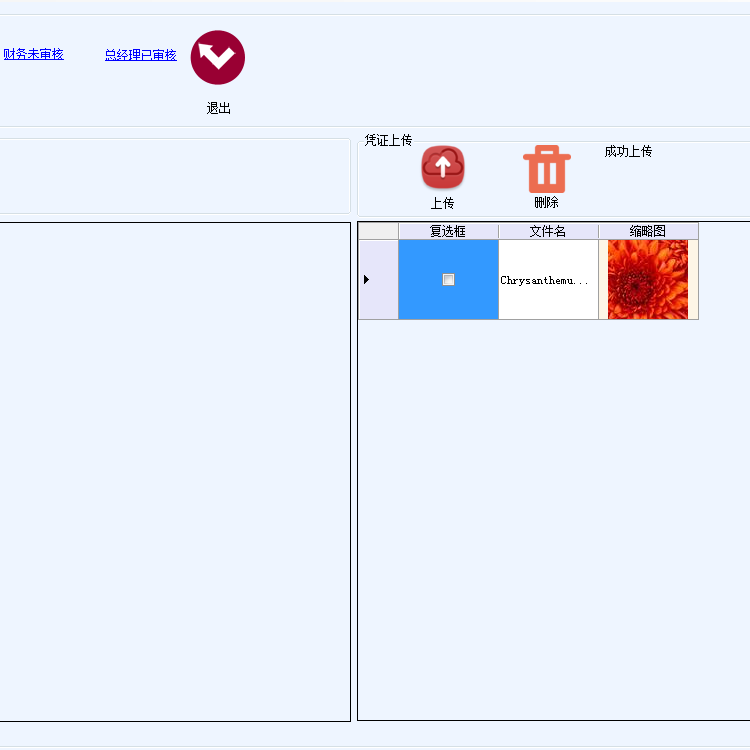 财务未审核
总经理已审核
退出
凭证上传
上传
删除
成功上传
复选框
文件名
缩略图
Chrysanthemu...